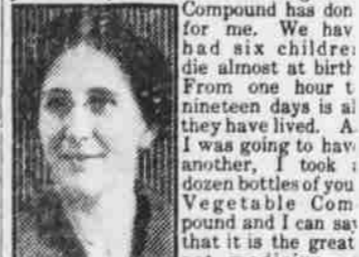 Compound has don
for me. We hav
had six childre
die almost at birth
From one hour t
nineteen days is al
they have lived. A
I was going to hav
another, I took
dozen bottles of you
Vegetable Com
pound and I can say
that it is the great